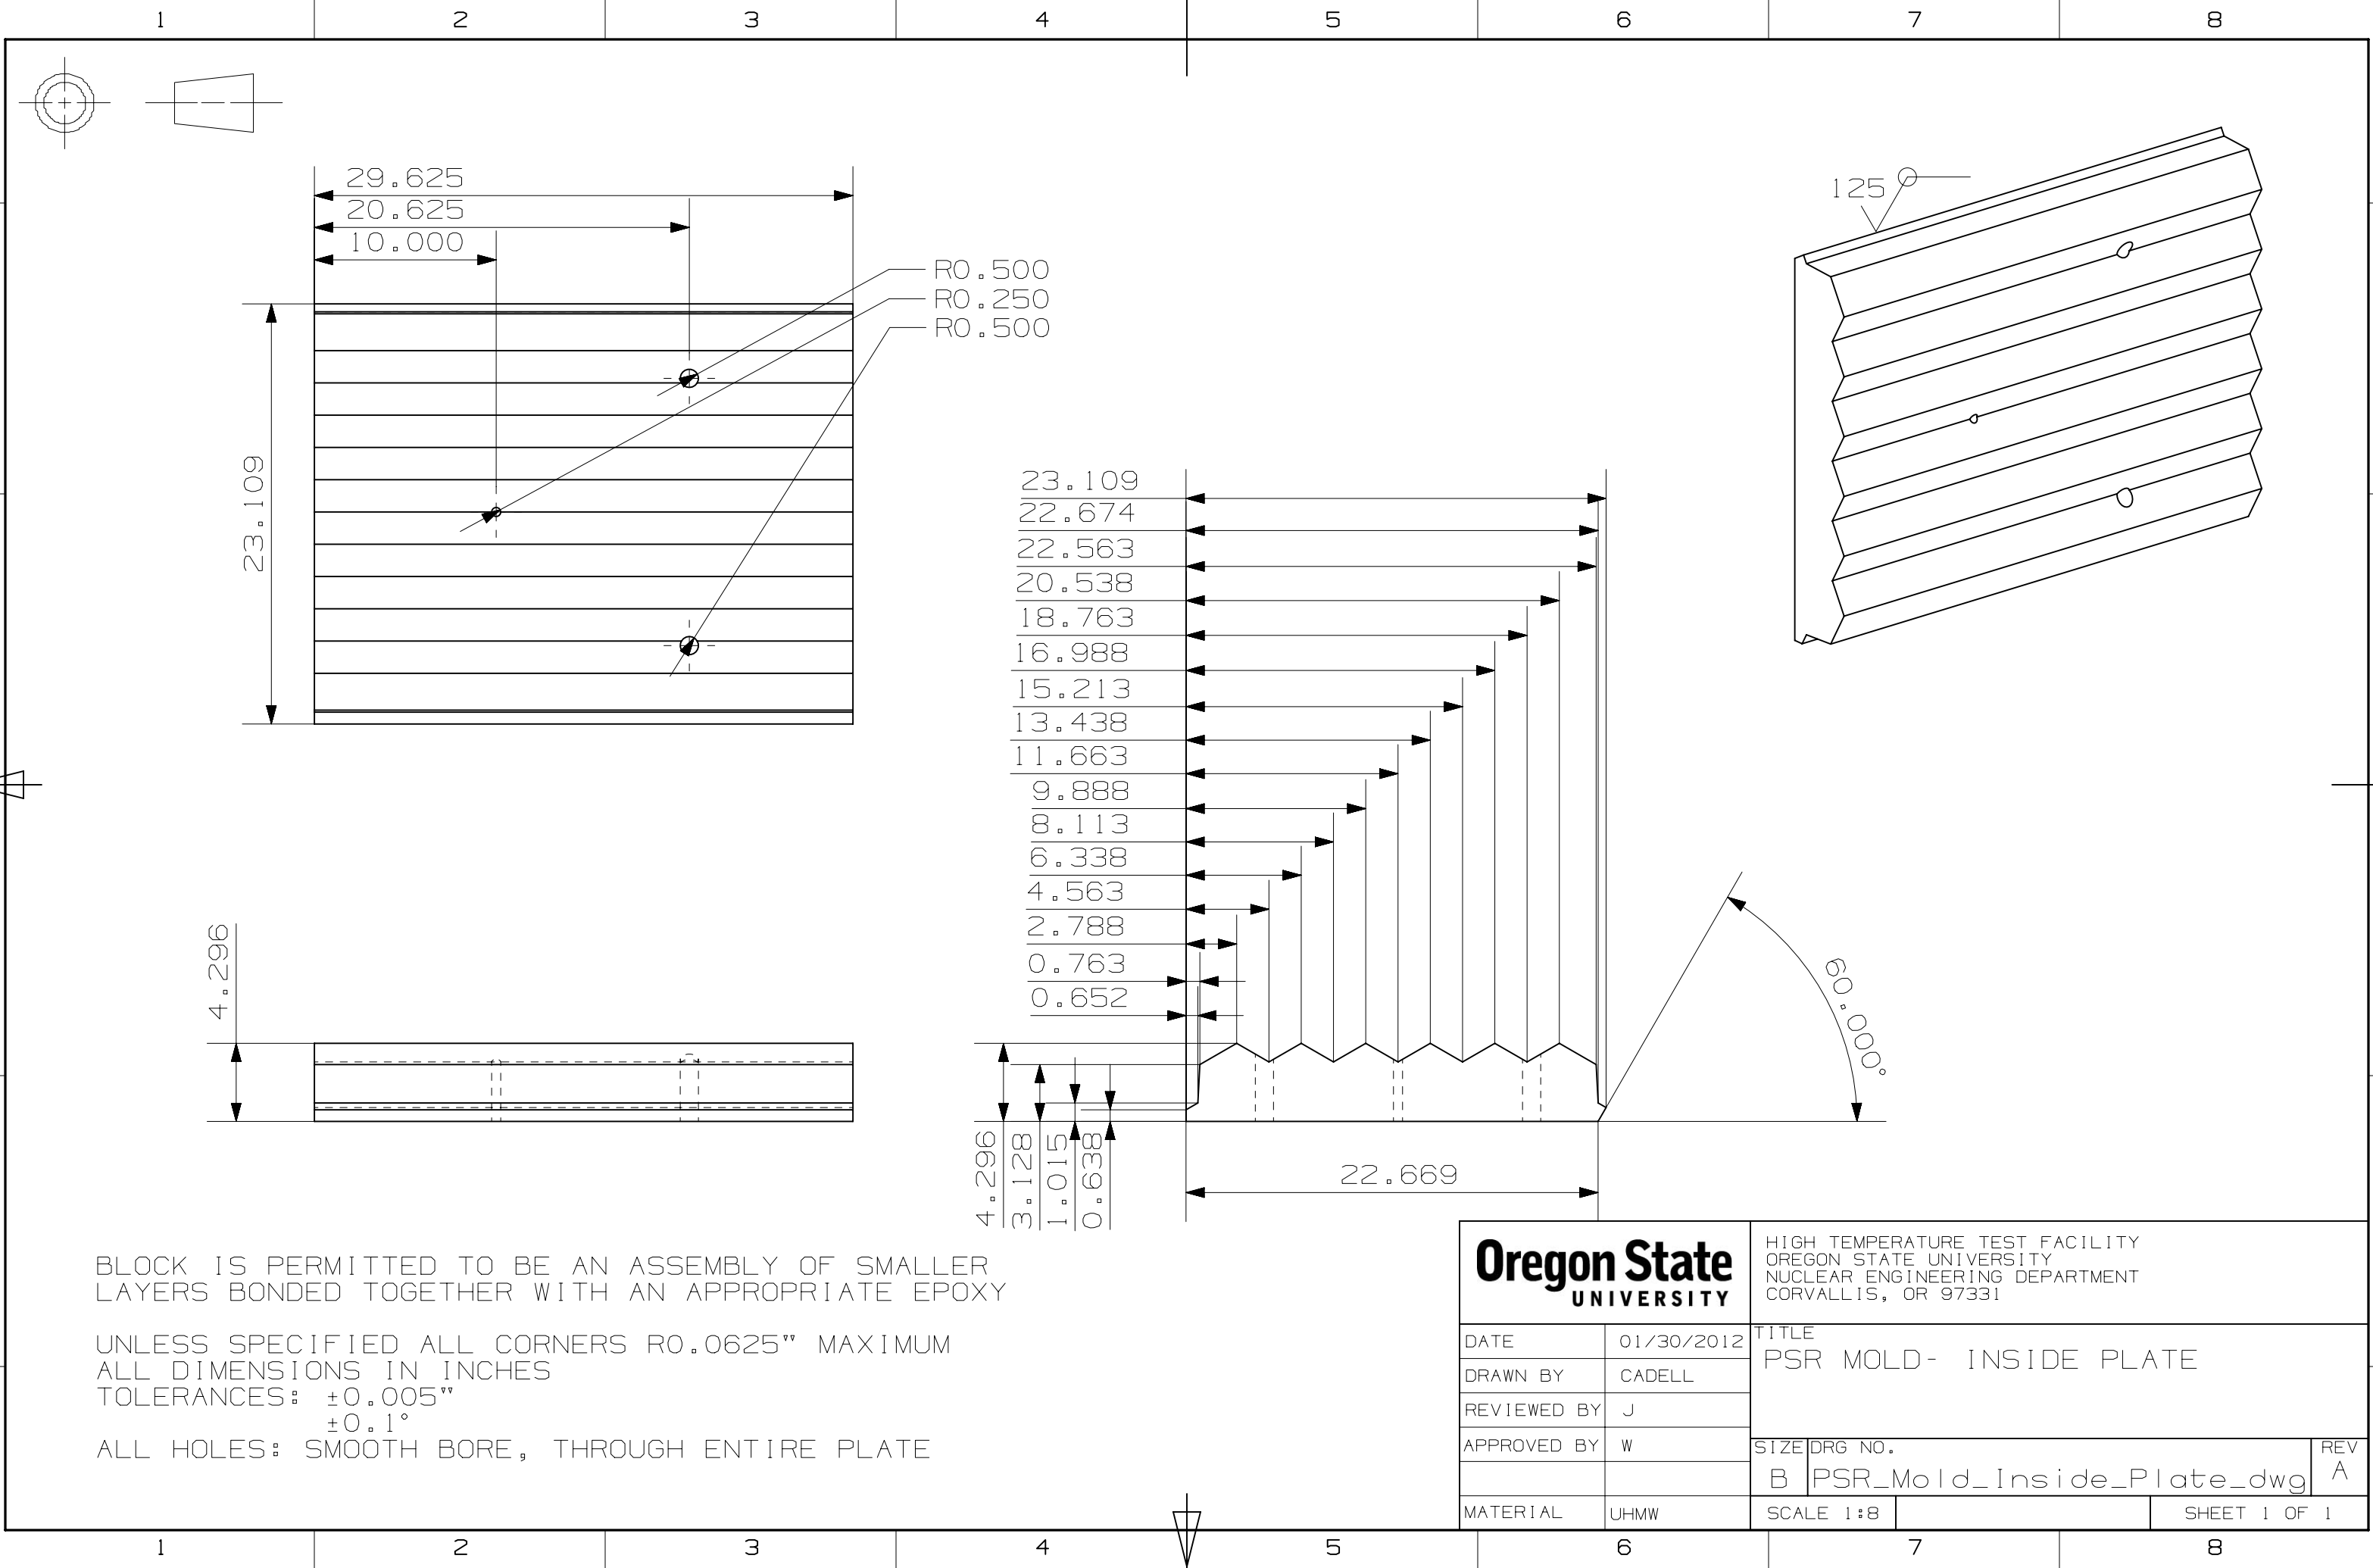 1 2 3 4 5 6 7 8
29.625
20.625
10.000
R0.500
R0.250
R0.500
23.109
125
23.109
22.674
22.563
20.538
18.763
16.988
15.213
13.438
11.663
9.888
8.113
6.338
4.563
2.788
0.763
0.652
4.296
60.000°
4.296
3.128
1.015
0.638
22.669
BLOCK IS PERMITTED TO BE AN ASSEMBLY OF SMALLER
LAYERS BONDED TOGETHER WITH AN APPROPRIATE EPOXY
UNLESS SPECIFIED ALL CORNERS R0.0625" MAXIMUM
ALL DIMENSIONS IN INCHES
TOLERANCES: ±0.005"
±0.1°
ALL HOLES: SMOOTH BORE, THROUGH ENTIRE PLATE
Oregon State
UNIVERSITY
HIGH TEMPERATURE TEST FACILITY
OREGON STATE UNIVERSITY
NUCLEAR ENGINEERING DEPARTMENT
CORVALLIS, OR 97331
DATE 01/30/2012
DRAWN BY CADELL
REVIEWED BY J
APPROVED BY W
MATERIAL UHMW
TITLE
PSR MOLD- INSIDE PLATE
SIZE DRG NO. REV
B PSR_Mold_Inside_Plate_dwg A
SCALE 1:8 SHEET 1 OF 1
1 2 3 4 5 6 7 8